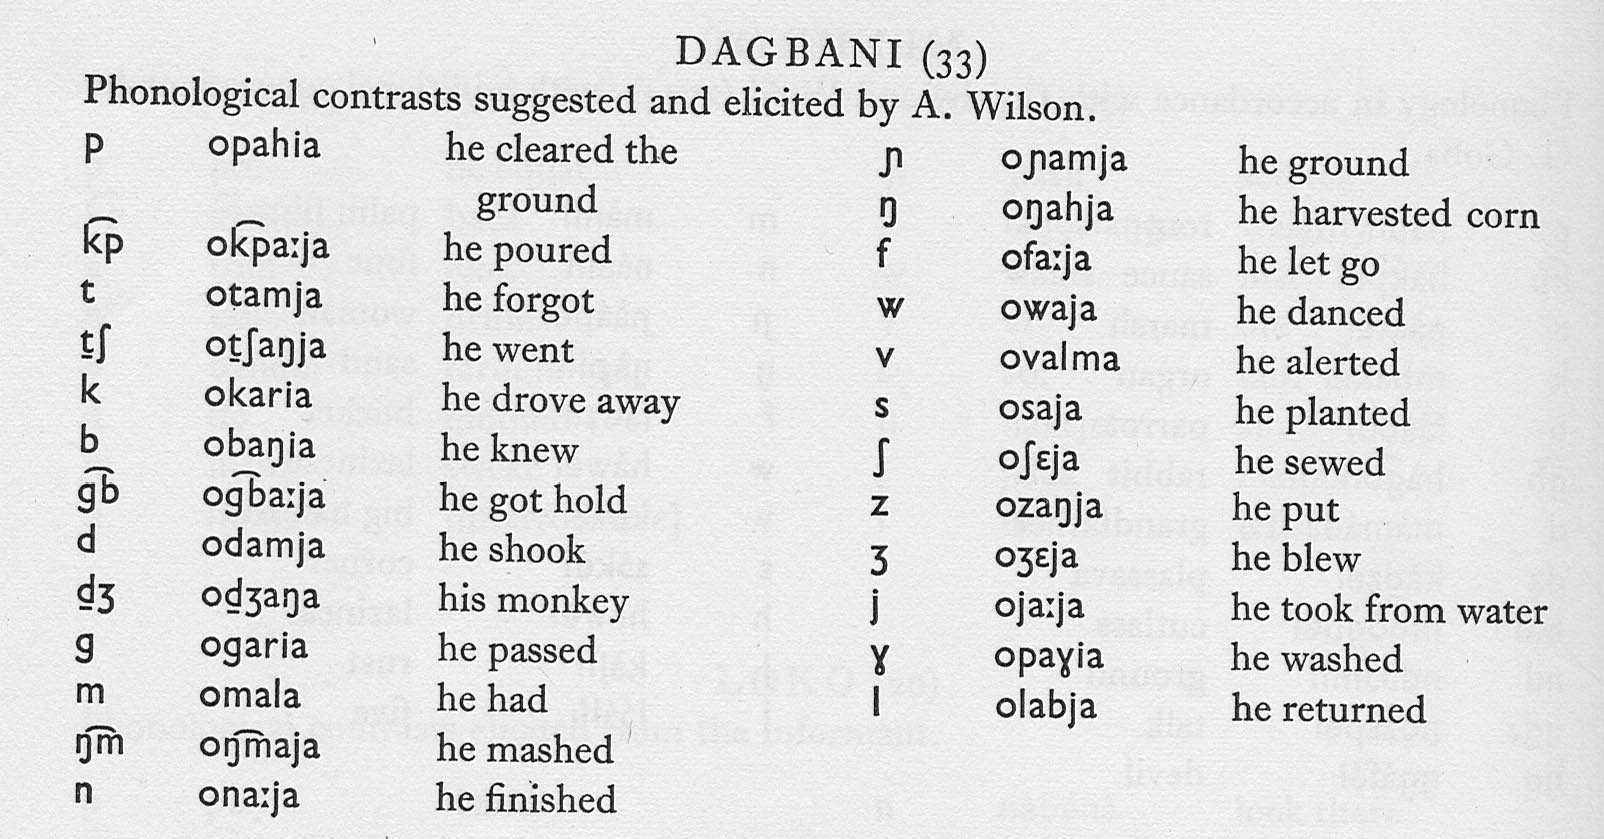 DAGBANI (33)
Phonological contrasts suggested and elicited by A. Wilson.
p opahia he cleared the
ground
k͡p ok͡paːja he poured
t otamja he forgot
t̠ʃ ot̠ʃaŋja he went
k okaria he drove away
b obaŋia he knew
g͡b og͡baːja he got hold
d odamja he shook
d̠ʒ od̠ʒaŋa his monkey
g ogaria he passed
m omala he had
ŋ͡m oŋ͡maja he mashed
n onaːja he finished
ɲ oɲamja he ground
ŋ oŋahja he harvested corn
f ofaːja he let go
w owaja he danced
v ovalma he alerted
s osaja he planted
ʃ oʃɛja he sewed
z ozaŋja he put
ʒ oʒɛja he blew
j ojaːja he took from water
ɣ opaɣia he washed
l olabja he returned